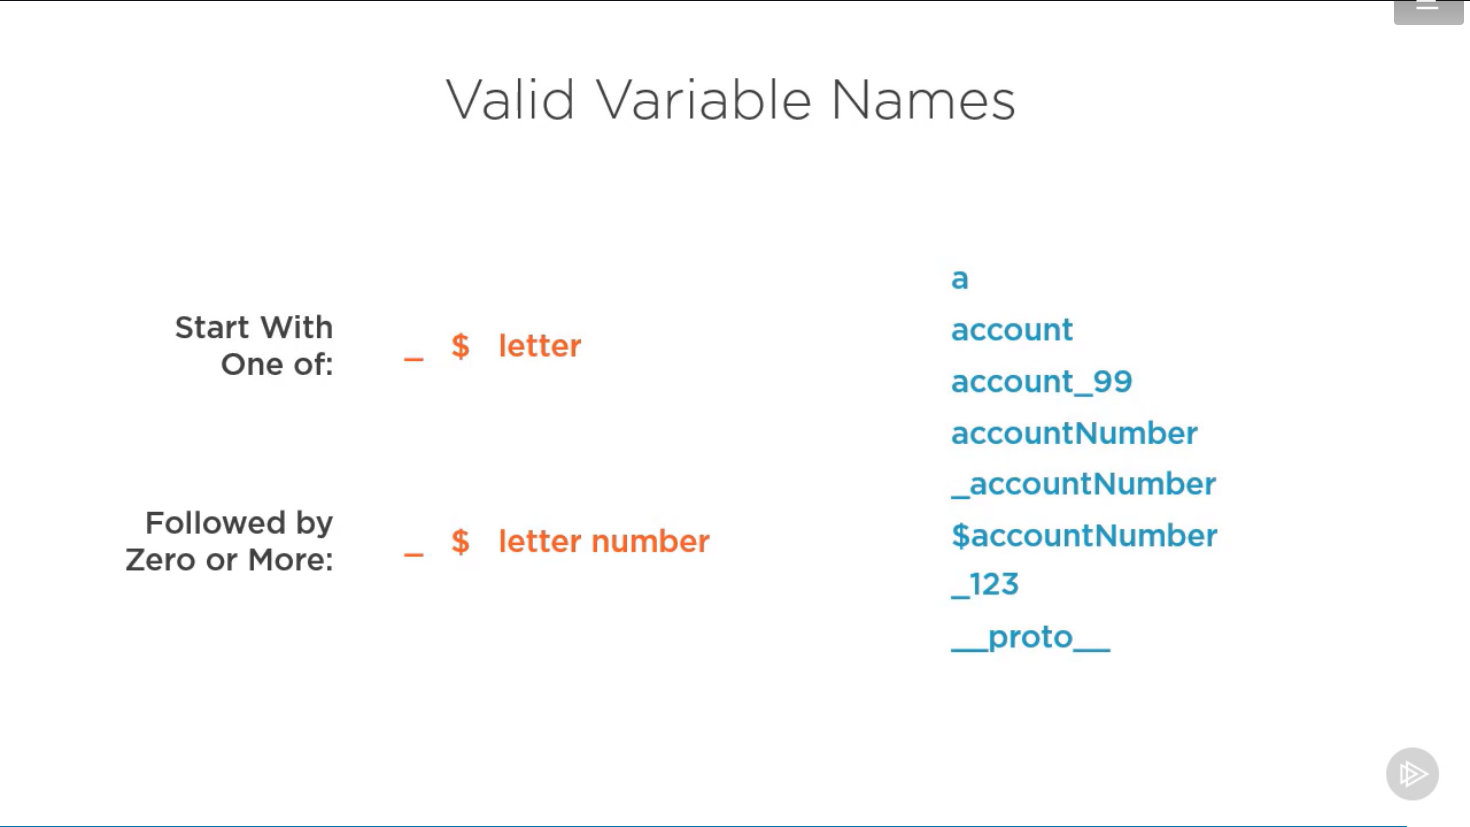 Valid Variable Names
Start With
One of:
_ $ letter
Followed by
Zero or More:
_ $ letter number
a
account
account_99
accountNumber
_accountNumber
$accountNumber
_123
__proto__